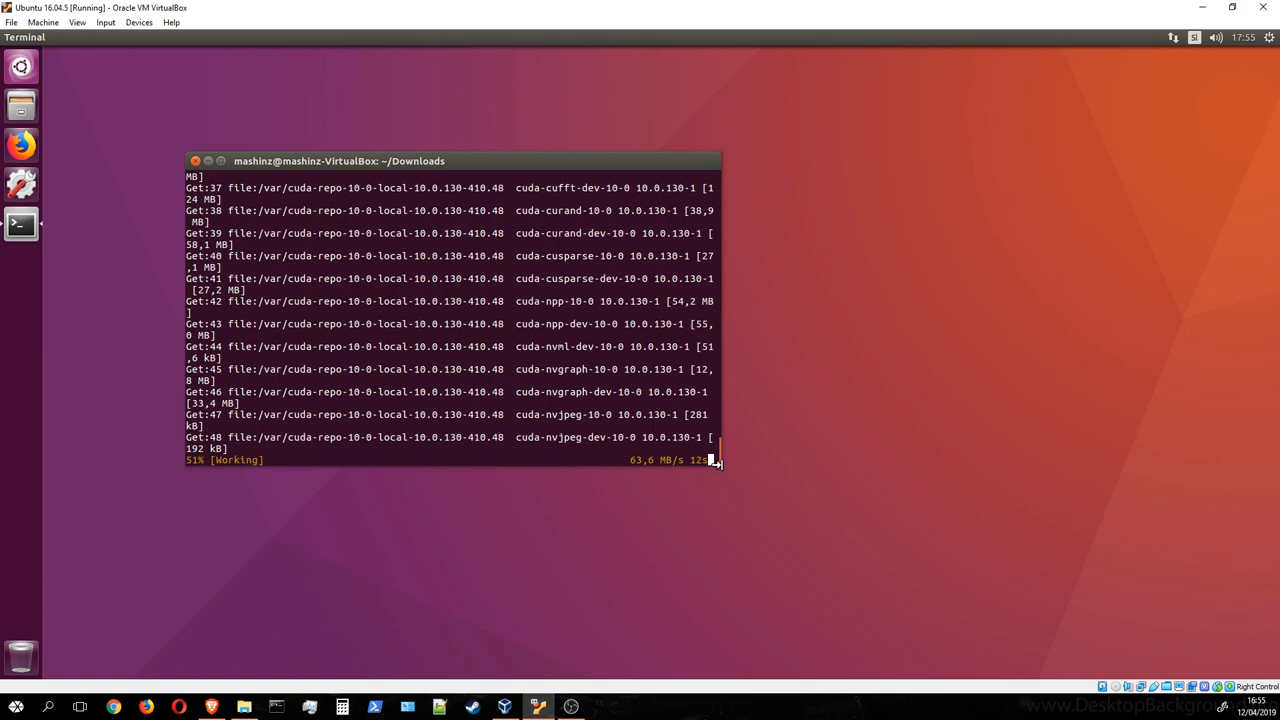 Ubuntu 16.04.5 [Running] - Oracle VM VirtualBox
File Machine View Input Devices Help
Terminal
Sl 17:55
mashinz@mashinz-VirtualBox: ~/Downloads
MB]
Get:37 file:/var/cuda-repo-10-0-local-10.0.130-410.48  cuda-cufft-dev-10-0 10.0.130-1 [1
24 MB]
Get:38 file:/var/cuda-repo-10-0-local-10.0.130-410.48  cuda-curand-10-0 10.0.130-1 [38,9
 MB]
Get:39 file:/var/cuda-repo-10-0-local-10.0.130-410.48  cuda-curand-dev-10-0 10.0.130-1 [
58,1 MB]
Get:40 file:/var/cuda-repo-10-0-local-10.0.130-410.48  cuda-cusparse-10-0 10.0.130-1 [27
,1 MB]
Get:41 file:/var/cuda-repo-10-0-local-10.0.130-410.48  cuda-cusparse-dev-10-0 10.0.130-1
 [27,2 MB]
Get:42 file:/var/cuda-repo-10-0-local-10.0.130-410.48  cuda-npp-10-0 10.0.130-1 [54,2 MB
]
Get:43 file:/var/cuda-repo-10-0-local-10.0.130-410.48  cuda-npp-dev-10-0 10.0.130-1 [55,
0 MB]
Get:44 file:/var/cuda-repo-10-0-local-10.0.130-410.48  cuda-nvml-dev-10-0 10.0.130-1 [51
,6 kB]
Get:45 file:/var/cuda-repo-10-0-local-10.0.130-410.48  cuda-nvgraph-10-0 10.0.130-1 [12,
8 MB]
Get:46 file:/var/cuda-repo-10-0-local-10.0.130-410.48  cuda-nvgraph-dev-10-0 10.0.130-1
[33,4 MB]
Get:47 file:/var/cuda-repo-10-0-local-10.0.130-410.48  cuda-nvjpeg-10-0 10.0.130-1 [281
kB]
Get:48 file:/var/cuda-repo-10-0-local-10.0.130-410.48  cuda-nvjpeg-dev-10-0 10.0.130-1 [
192 kB]
51% [Working] 63,6 MB/s 12s
Right Control
16:55
www.DesktopBackground
12/04/2019